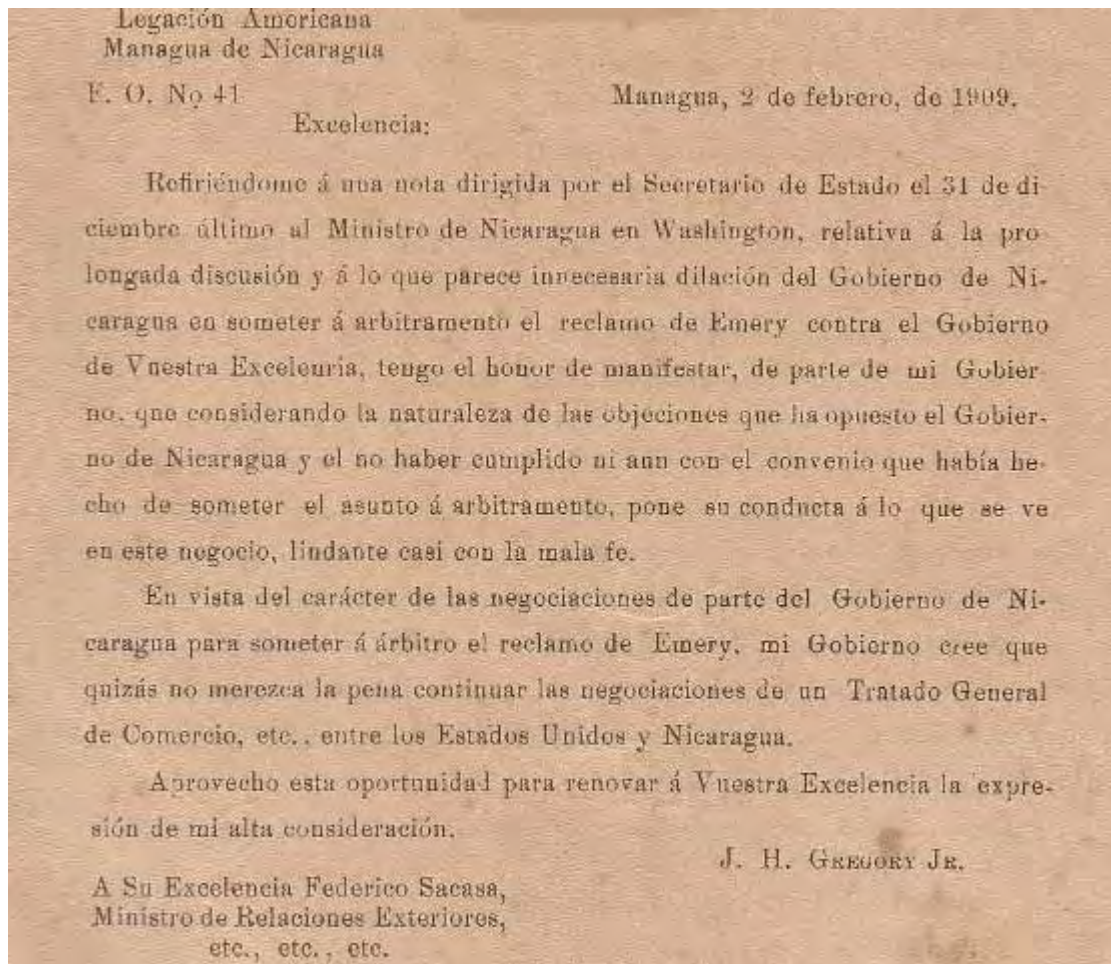 Legación Americana
Managua de Nicaragua
F. O. No 41
Managua, 2 de febrero, de 1909.
Excelencia:
Refiriéndome á una nota dirigida por el Secretario de Estado el 31 de di-
ciembre último al Ministro de Nicaragua en Washington, relativa á la pro
longada discusión y á lo que parece innecesaria dilación del Gobierno de Ni-
caragua en someter á arbitramento el reclamo de Emery contra el Gobierno
de Vuestra Excelencia, tengo el honor de manifestar, de parte de mi Gobier-
no, que considerando la naturaleza de las objeciones que ha opuesto el Gobier-
no de Nicaragua y el no haber cumplido ni aun con el convenio que había he-
cho de someter el asunto á arbitramento, pone su conducta á lo que se ve
en este negocio, lindante casi con la mala fe.
En vista del carácter de las negociaciones de parte del Gobierno de Ni-
caragua para someter á árbitro el reclamo de Emery, mi Gobierno cree que
quizás no merezca la pena continuar las negociaciones de un Tratado General
de Comercio, etc., entre los Estados Unidos y Nicaragua.
Aprovecho esta oportunidad para renovar á Vuestra Excelencia la expre-
sión de mi alta consideración.
J. H. GREGORY JR.
A Su Excelencia Federico Sacasa,
Ministro de Relaciones Exteriores,
etc., etc., etc.